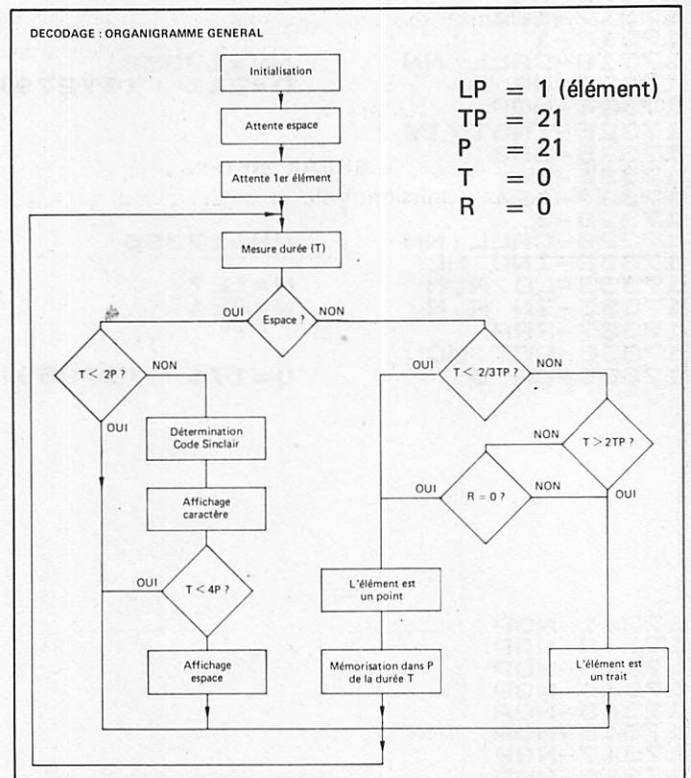 DECODAGE : ORGANIGRAMME GENERAL
Initialisation
Attente espace
Attente 1er élément
LP = 1 (élément)
TP = 21
P = 21
T = 0
R = 0
Mesure durée (T)
OUI
Espace ?
NON
T < 2P ?
NON
OUI
T < 2/3TP ?
NON
OUI
Détermination
Code Sinclair
NON
T > 2TP ?
Affichage
caractère
OUI
R = 0 ?
NON
OUI
OUI
T < 4P ?
L'élément est
un point
Affichage
espace
Mémorisation dans P
de la durée T
L'élément est
un trait